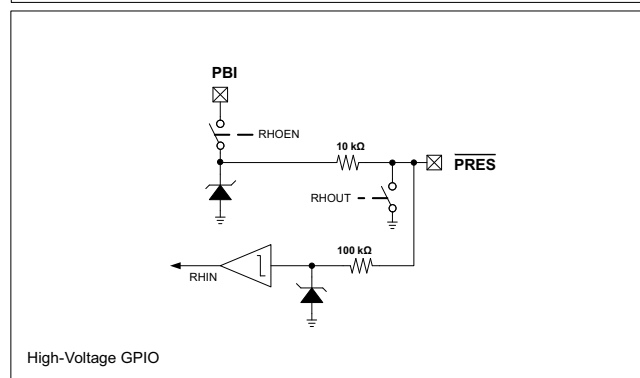 PBI
RHOEN
10 kΩ
PRES
RHOUT
100 kΩ
RHIN
High-Voltage GPIO